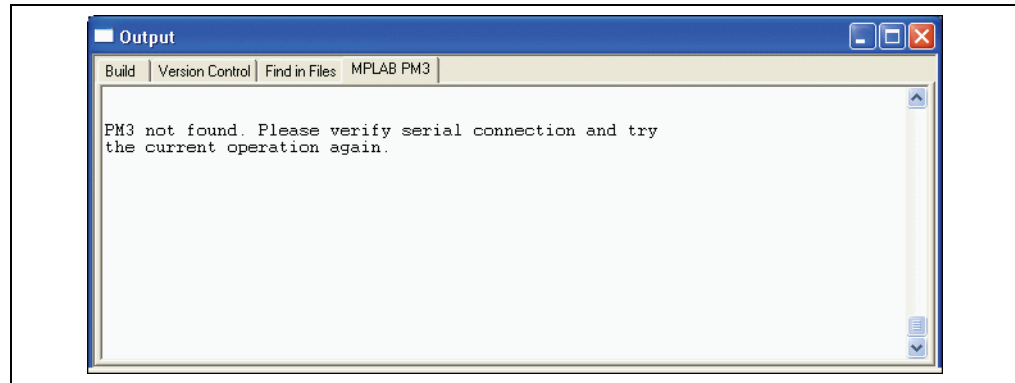 Output
Build Version Control Find in Files MPLAB PM3
PM3 not found. Please verify serial connection and try
the current operation again.